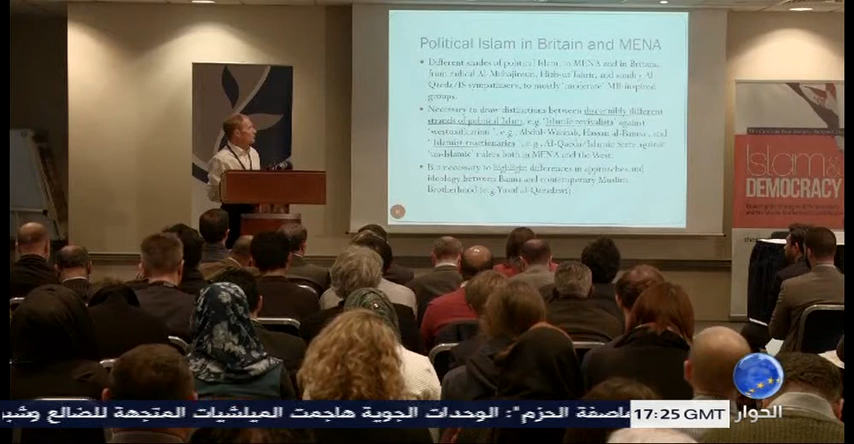 Political Islam in Britain and MENA
• Different shades of political Islam, in MENA and in Britain,
from radical Al-Muhajiroun, Hizb-ut Tahrir, and sundry Al-
Qaeda/IS sympathisers, to mostly 'moderate' MB-inspired
groups.
• Necessary to draw distinctions between discernibly different
strands of political Islam, e.g. 'Islamic revivalists' against
'westoxification', e.g., Abdul-Wahhab, Hassan al-Banna, and
'Islamist reactionaries', e.g., Al-Qaeda/Islamic State against
'un-Islamic' rulers both in MENA and the West.
• But necessary to highlight differences in approaches and
ideology between Banna and contemporary Muslim
Brotherhood (e.g. Yusuf al-Qaradawi)
Islam &
DEMOCRACY
عاصفة الحزم": الوحدات الجوية هاجمت الميلشيات المتجهة للضالع وشبو
17:25 GMT
الحوار